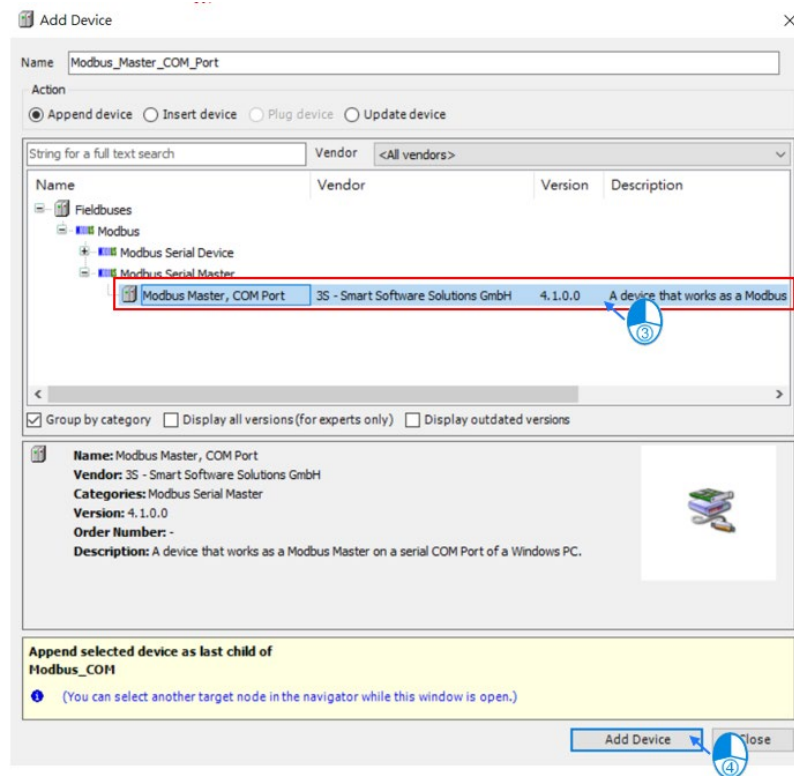 Add Device
Name Modbus_Master_COM_Port
Action
Append device Insert device Plug device Update device
String for a full text search Vendor <All vendors>
Name Vendor Version Description
Fieldbuses
Modbus
Modbus Serial Device
Modbus Serial Master
Modbus Master, COM Port 3S - Smart Software Solutions GmbH 4.1.0.0 A device that works as a Modbus
③
Group by category Display all versions (for experts only) Display outdated versions
Name: Modbus Master, COM Port
Vendor: 3S - Smart Software Solutions GmbH
Categories: Modbus Serial Master
Version: 4.1.0.0
Order Number: -
Description: A device that works as a Modbus Master on a serial COM Port of a Windows PC.
Append selected device as last child of
Modbus_COM
(You can select another target node in the navigator while this window is open.)
Add Device Close
④